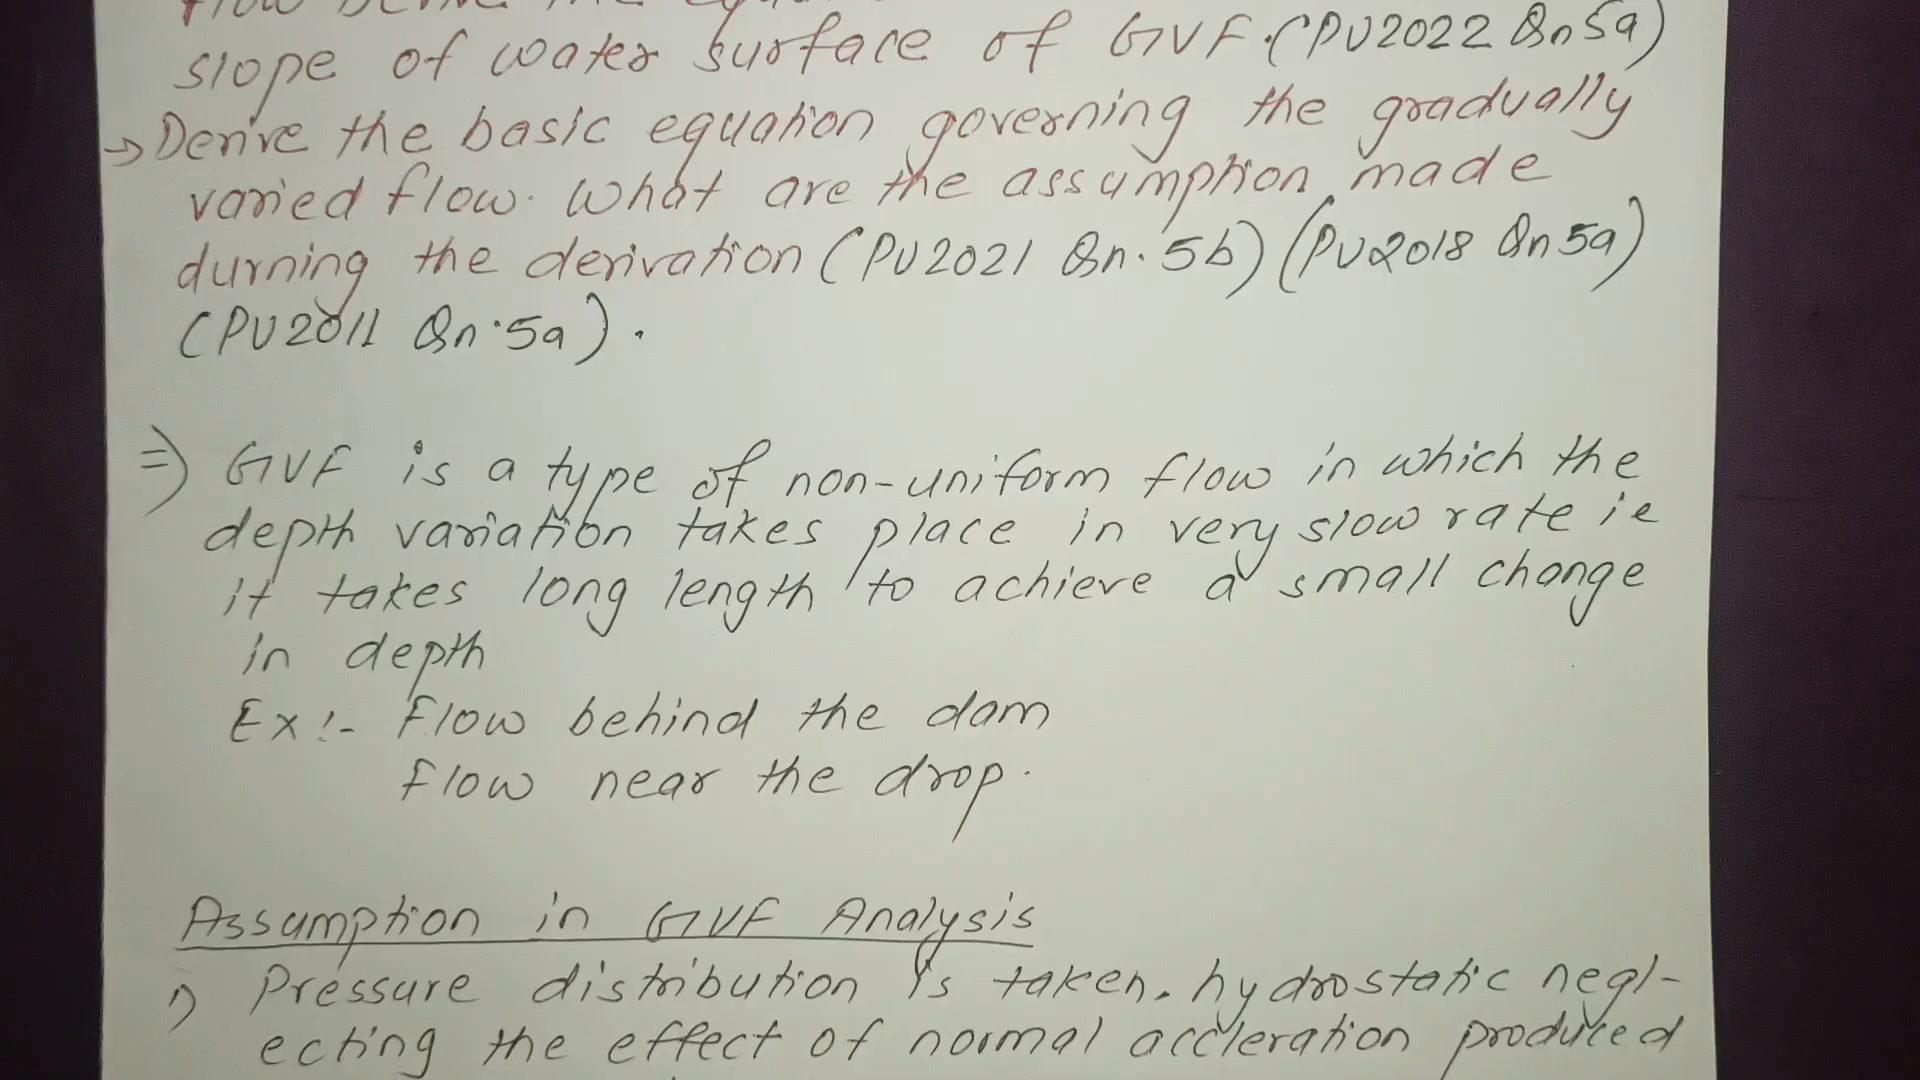 slope of water surface of GVF.(PU2022 Qn5a)
→ Derive the basic equation governing the gradually
varied flow. What are the assumption made
durning the derivation (PU2021 Qn.5b) (PU2018 Qn5a)
(PU2011 Qn.5a).
⇒) GVF is a type of non-uniform flow in which the
depth variation takes place in very slow rate ie
it takes long length to achieve a small change
in depth
Ex:- Flow behind the dam
Flow near the drop.
Assumption in GVF Analysis
1) Pressure distribution is taken hydrostatic negl-
ecting the effect of normal accleration produced